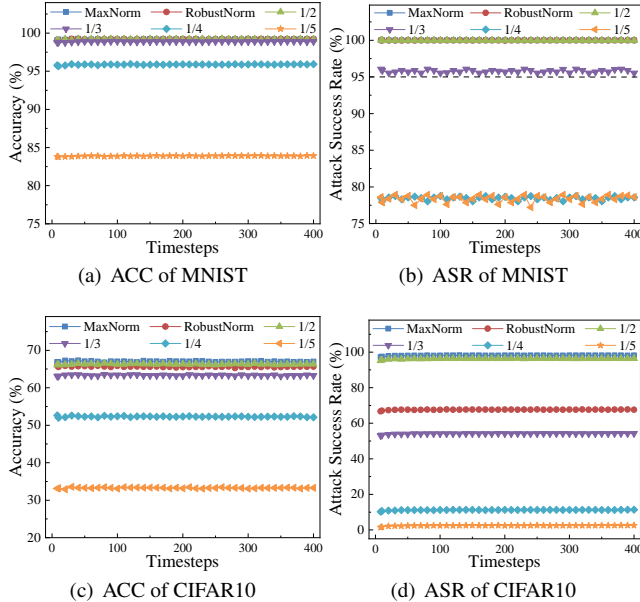 MaxNorm RobustNorm 1/2
1/3 1/4 1/5
Accuracy (%)
100
95
90
85
80
75
0 100 200 300 400
Timesteps
(a) ACC of MNIST
MaxNorm RobustNorm 1/2
1/3 1/4 1/5
Attack Success Rate (%)
105
100
95
90
85
80
75
0 100 200 300 400
Timesteps
(b) ASR of MNIST
MaxNorm RobustNorm 1/2
1/3 1/4 1/5
Accuracy (%)
70
60
50
40
30
20
0 100 200 300 400
Timesteps
(c) ACC of CIFAR10
MaxNorm RobustNorm 1/2
1/3 1/4 1/5
Attack Success Rate (%)
100
80
60
40
20
0
0 100 200 300 400
Timesteps
(d) ASR of CIFAR10